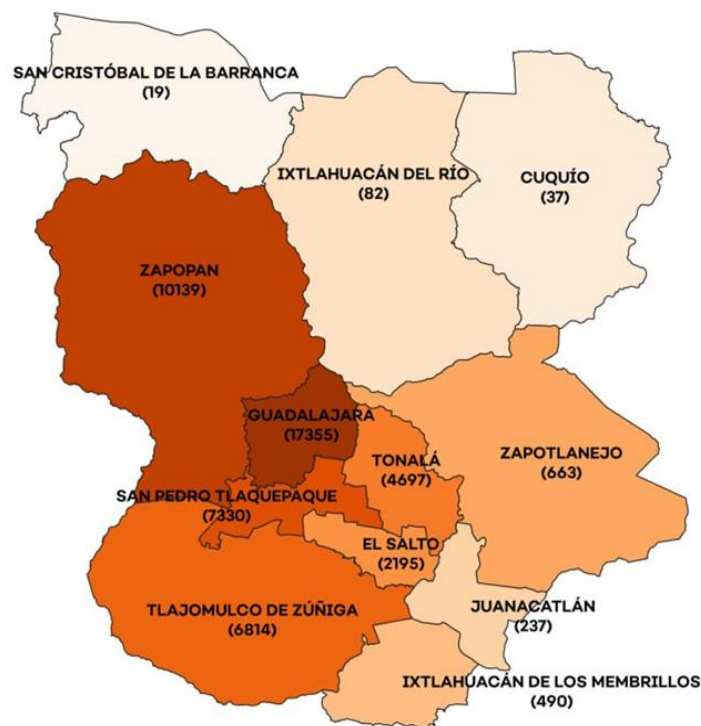 SAN CRISTÓBAL DE LA BARRANCA
(19)
IXTLAHUACÁN DEL RÍO
(82)
CUQUÍO
(37)
ZAPOPAN
(10139)
GUADALAJARA
(17355)
TONALÁ
(4697)
ZAPOTLANEJO
(663)
SAN PEDRO TLAQUEPAQUE
(7330)
EL SALTO
(2195)
TLAJOMULCO DE ZÚÑIGA
(6814)
JUANACATLÁN
(237)
IXTLAHUACÁN DE LOS MEMBRILLOS
(490)